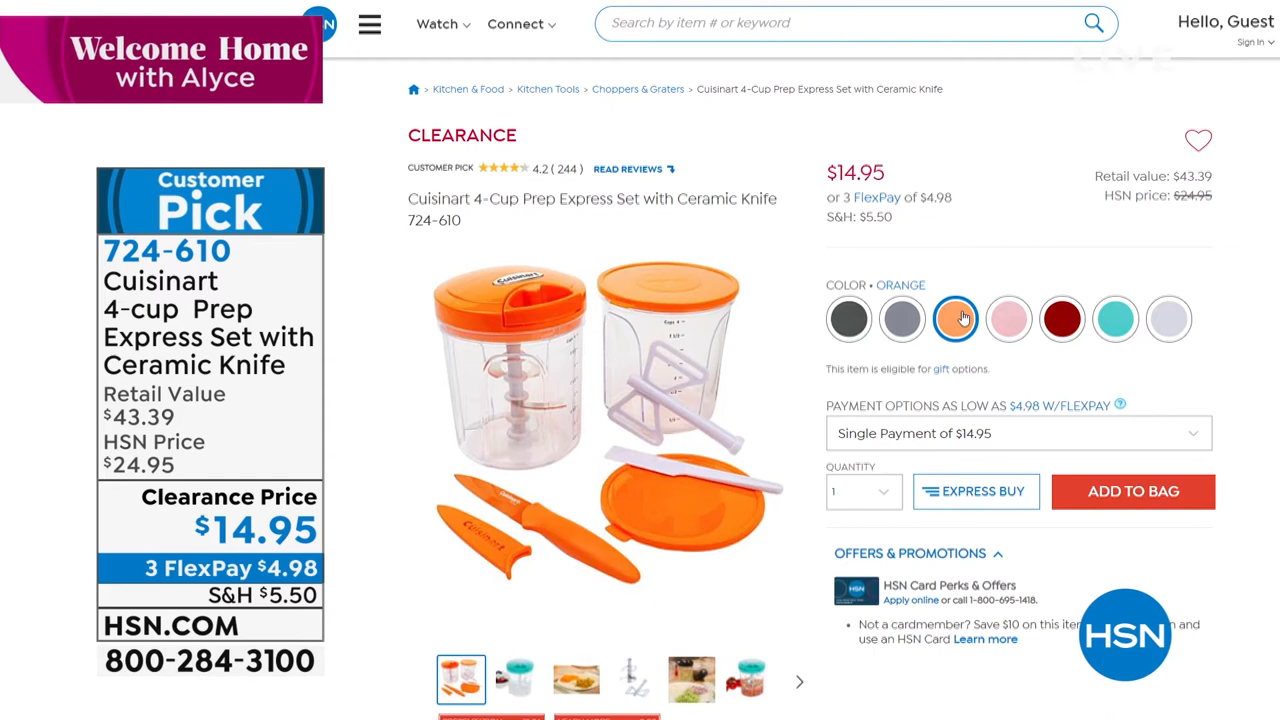 Welcome Home
with Alyce
HSN
Watch
Connect
Search by item # or keyword
Hello, Guest
Sign In
LIVE
> Kitchen & Food > Kitchen Tools > Choppers & Graters > Cuisinart 4-Cup Prep Express Set with Ceramic Knife
CLEARANCE
CUSTOMER PICK 4.2 ( 244 ) READ REVIEWS
Cuisinart 4-Cup Prep Express Set with Ceramic Knife
724-610
$14.95
or 3 FlexPay of $4.98
S&H: $5.50
Retail value: $43.39
HSN price: $24.95
COLOR • ORANGE
This item is eligible for gift options.
PAYMENT OPTIONS AS LOW AS $4.98 W/FLEXPAY ?
Single Payment of $14.95
QUANTITY
1
EXPRESS BUY
ADD TO BAG
OFFERS & PROMOTIONS
HSN
HSN Card Perks & Offers
Apply online or call 1-800-695-1418.
• Not a cardmember? Save $10 on this and
use an HSN Card Learn more
HSN
Customer
Pick
724-610
Cuisinart
4-cup Prep
Express Set with
Ceramic Knife
Retail Value
$43.39
HSN Price
$24.95
Clearance Price
$14.95
3 FlexPay $4.98
S&H $5.50
HSN.COM
800-284-3100
Cuisinart
Cups 4
Cuisinart
Cuisinart